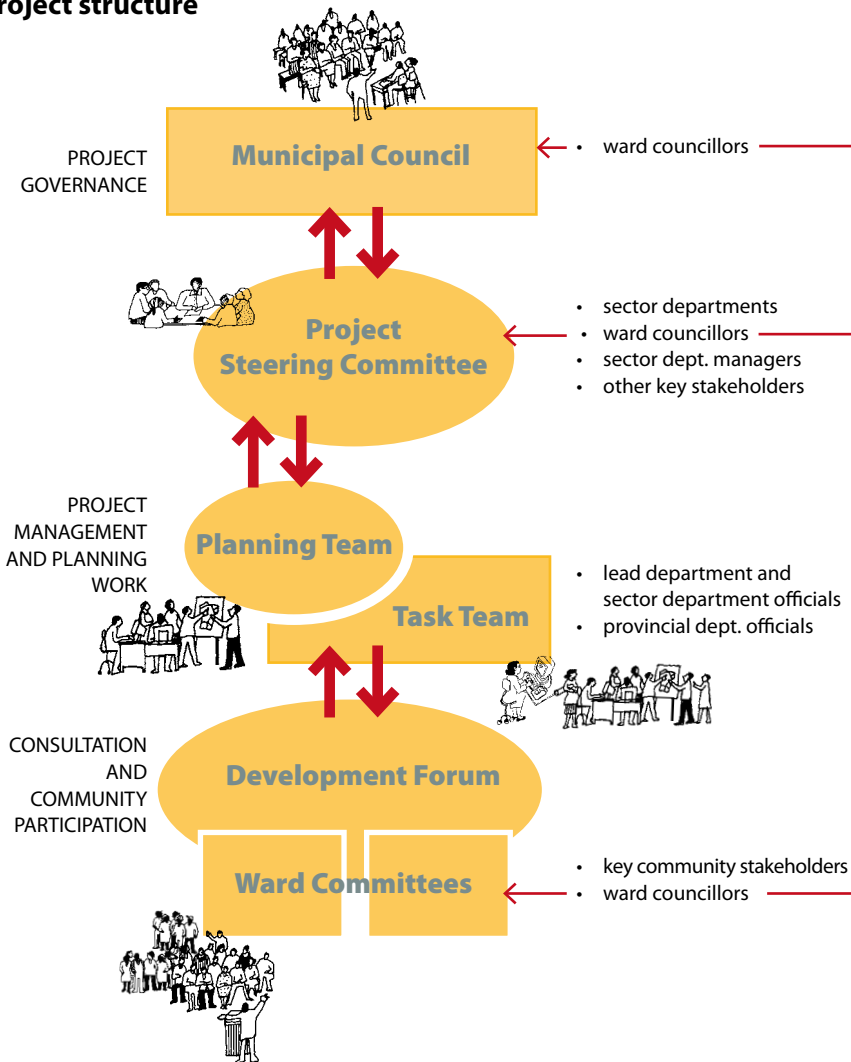 roject structure
PROJECT
GOVERNANCE
Municipal Council
• ward councillors
Project
Steering Committee
• sector departments
• ward councillors
• sector dept. managers
• other key stakeholders
PROJECT
MANAGEMENT
AND PLANNING
WORK
Planning Team
Task Team
• lead department and
sector department officials
• provincial dept. officials
CONSULTATION
AND
COMMUNITY
PARTICIPATION
Development Forum
Ward Committees
• key community stakeholders
• ward councillors